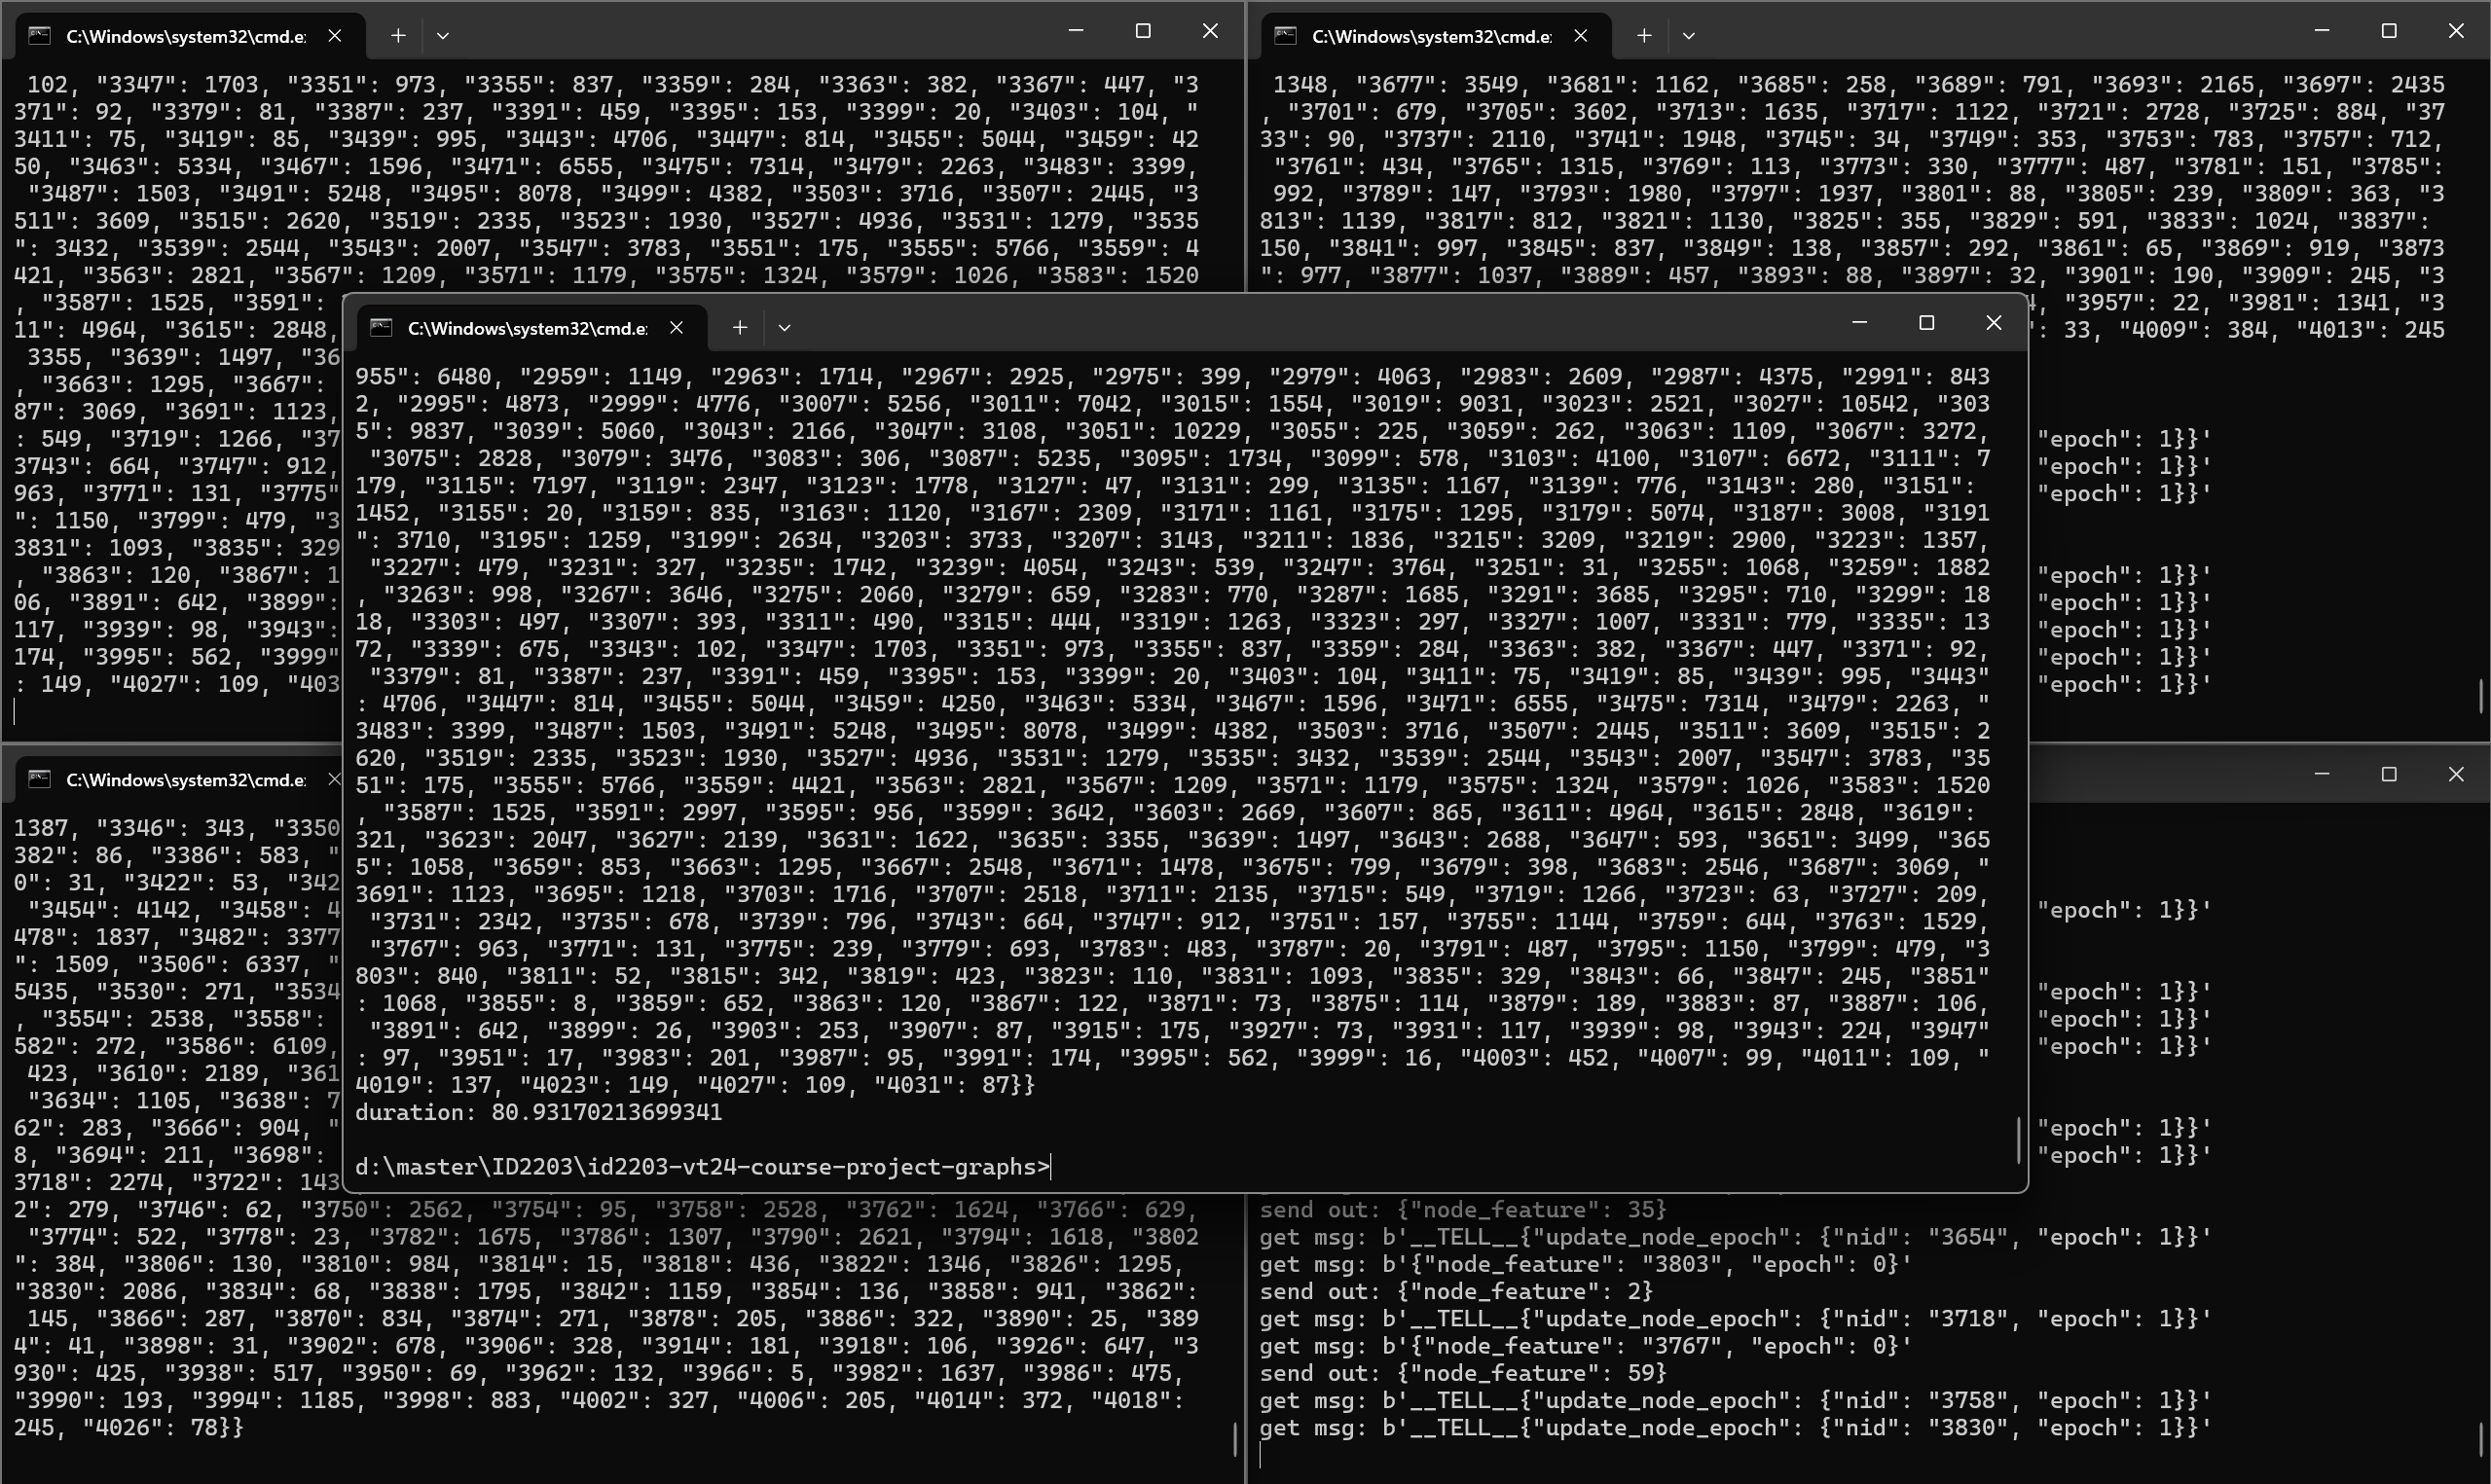 C:\Windows\system32\cmd.e:
102, "3347": 1703, "3351": 973, "3355": 837, "3359": 284, "3363": 382, "3367": 447, "3
371": 92, "3379": 81, "3387": 237, "3391": 459, "3395": 153, "3399": 20, "3403": 104, "
3411": 75, "3419": 85, "3439": 995, "3443": 4706, "3447": 814, "3455": 5044, "3459": 42
50, "3463": 5334, "3467": 1596, "3471": 6555, "3475": 7314, "3479": 2263, "3483": 3399,
"3487": 1503, "3491": 5248, "3495": 8078, "3499": 4382, "3503": 3716, "3507": 2445, "3
511": 3609, "3515": 2620, "3519": 2335, "3523": 1930, "3527": 4936, "3531": 1279, "3535
": 3432, "3539": 2544, "3543": 2007, "3547": 3783, "3551": 175, "3555": 5766, "3559": 4
421, "3563": 2821, "3567": 1209, "3571": 1179, "3575": 1324, "3579": 1026, "3583": 1520
, "3587": 1525, "3591":
11": 4964, "3615": 2848,
3355, "3639": 1497, "36
, "3663": 1295, "3667":
87": 3069, "3691": 1123,
: 549, "3719": 1266, "37
3743": 664, "3747": 912,
963, "3771": 131, "3775"
": 1150, "3799": 479, "3
3831": 1093, "3835": 329
, "3863": 120, "3867": 1
06, "3891": 642, "3899":
117, "3939": 98, "3943":
174, "3995": 562, "3999"
: 149, "4027": 109, "403
C:\Windows\system32\cmd.e:
1348, "3677": 3549, "3681": 1162, "3685": 258, "3689": 791, "3693": 2165, "3697": 2435
, "3701": 679, "3705": 3602, "3713": 1635, "3717": 1122, "3721": 2728, "3725": 884, "37
33": 90, "3737": 2110, "3741": 1948, "3745": 34, "3749": 353, "3753": 783, "3757": 712,
"3761": 434, "3765": 1315, "3769": 113, "3773": 330, "3777": 487, "3781": 151, "3785":
992, "3789": 147, "3793": 1980, "3797": 1937, "3801": 88, "3805": 239, "3809": 363, "3
813": 1139, "3817": 812, "3821": 1130, "3825": 355, "3829": 591, "3833": 1024, "3837":
150, "3841": 997, "3845": 837, "3849": 138, "3857": 292, "3861": 65, "3869": 919, "3873
": 977, "3877": 1037, "3889": 457, "3893": 88, "3897": 32, "3901": 190, "3909": 245, "3
, "3957": 22, "3981": 1341, "3
: 33, "4009": 384, "4013": 245
"epoch": 1}}'
"epoch": 1}}'
"epoch": 1}}'
"epoch": 1}}'
"epoch": 1}}'
"epoch": 1}}'
"epoch": 1}}'
"epoch": 1}}'
C:\Windows\system32\cmd.e:
955": 6480, "2959": 1149, "2963": 1714, "2967": 2925, "2975": 399, "2979": 4063, "2983": 2609, "2987": 4375, "2991": 843
2, "2995": 4873, "2999": 4776, "3007": 5256, "3011": 7042, "3015": 1554, "3019": 9031, "3023": 2521, "3027": 10542, "303
5": 9837, "3039": 5060, "3043": 2166, "3047": 3108, "3051": 10229, "3055": 225, "3059": 262, "3063": 1109, "3067": 3272,
"3075": 2828, "3079": 3476, "3083": 306, "3087": 5235, "3095": 1734, "3099": 578, "3103": 4100, "3107": 6672, "3111": 7
179, "3115": 7197, "3119": 2347, "3123": 1778, "3127": 47, "3131": 299, "3135": 1167, "3139": 776, "3143": 280, "3151":
1452, "3155": 20, "3159": 835, "3163": 1120, "3167": 2309, "3171": 1161, "3175": 1295, "3179": 5074, "3187": 3008, "3191
": 3710, "3195": 1259, "3199": 2634, "3203": 3733, "3207": 3143, "3211": 1836, "3215": 3209, "3219": 2900, "3223": 1357,
"3227": 479, "3231": 327, "3235": 1742, "3239": 4054, "3243": 539, "3247": 3764, "3251": 31, "3255": 1068, "3259": 1882
, "3263": 998, "3267": 3646, "3275": 2060, "3279": 659, "3283": 770, "3287": 1685, "3291": 3685, "3295": 710, "3299": 18
18, "3303": 497, "3307": 393, "3311": 490, "3315": 444, "3319": 1263, "3323": 297, "3327": 1007, "3331": 779, "3335": 13
72, "3339": 675, "3343": 102, "3347": 1703, "3351": 973, "3355": 837, "3359": 284, "3363": 382, "3367": 447, "3371": 92,
"3379": 81, "3387": 237, "3391": 459, "3395": 153, "3399": 20, "3403": 104, "3411": 75, "3419": 85, "3439": 995, "3443"
: 4706, "3447": 814, "3455": 5044, "3459": 4250, "3463": 5334, "3467": 1596, "3471": 6555, "3475": 7314, "3479": 2263, "
3483": 3399, "3487": 1503, "3491": 5248, "3495": 8078, "3499": 4382, "3503": 3716, "3507": 2445, "3511": 3609, "3515": 2
620, "3519": 2335, "3523": 1930, "3527": 4936, "3531": 1279, "3535": 3432, "3539": 2544, "3543": 2007, "3547": 3783, "35
51": 175, "3555": 5766, "3559": 4421, "3563": 2821, "3567": 1209, "3571": 1179, "3575": 1324, "3579": 1026, "3583": 1520
, "3587": 1525, "3591": 2997, "3595": 956, "3599": 3642, "3603": 2669, "3607": 865, "3611": 4964, "3615": 2848, "3619":
321, "3623": 2047, "3627": 2139, "3631": 1622, "3635": 3355, "3639": 1497, "3643": 2688, "3647": 593, "3651": 3499, "365
5": 1058, "3659": 853, "3663": 1295, "3667": 2548, "3671": 1478, "3675": 799, "3679": 398, "3683": 2546, "3687": 3069, "
3691": 1123, "3695": 1218, "3703": 1716, "3707": 2518, "3711": 2135, "3715": 549, "3719": 1266, "3723": 63, "3727": 209,
"3731": 2342, "3735": 678, "3739": 796, "3743": 664, "3747": 912, "3751": 157, "3755": 1144, "3759": 644, "3763": 1529,
"3767": 963, "3771": 131, "3775": 239, "3779": 693, "3783": 483, "3787": 20, "3791": 487, "3795": 1150, "3799": 479, "3
803": 840, "3811": 52, "3815": 342, "3819": 423, "3823": 110, "3831": 1093, "3835": 329, "3843": 66, "3847": 245, "3851"
: 1068, "3855": 8, "3859": 652, "3863": 120, "3867": 122, "3871": 73, "3875": 114, "3879": 189, "3883": 87, "3887": 106,
"3891": 642, "3899": 26, "3903": 253, "3907": 87, "3915": 175, "3927": 73, "3931": 117, "3939": 98, "3943": 224, "3947"
: 97, "3951": 17, "3983": 201, "3987": 95, "3991": 174, "3995": 562, "3999": 16, "4003": 452, "4007": 99, "4011": 109, "
4019": 137, "4023": 149, "4027": 109, "4031": 87}}
duration: 80.93170213699341
d:\master\ID2203\id2203-vt24-course-project-graphs>
C:\Windows\system32\cmd.e:
1387, "3346": 343, "3350
382": 86, "3386": 583, "
0": 31, "3422": 53, "342
"3454": 4142, "3458": 4
478": 1837, "3482": 3377
": 1509, "3506": 6337, "
5435, "3530": 271, "3534
, "3554": 2538, "3558":
582": 272, "3586": 6109,
423, "3610": 2189, "361
"3634": 1105, "3638": 7
62": 283, "3666": 904, "
8, "3694": 211, "3698":
3718": 2274, "3722": 143
2": 279, "3746": 62, "3750": 2562, "3754": 95, "3758": 2528, "3762": 1624, "3766": 629,
"3774": 522, "3778": 23, "3782": 1675, "3786": 1307, "3790": 2621, "3794": 1618, "3802
": 384, "3806": 130, "3810": 984, "3814": 15, "3818": 436, "3822": 1346, "3826": 1295,
"3830": 2086, "3834": 68, "3838": 1795, "3842": 1159, "3854": 136, "3858": 941, "3862":
145, "3866": 287, "3870": 834, "3874": 271, "3878": 205, "3886": 322, "3890": 25, "389
4": 41, "3898": 31, "3902": 678, "3906": 328, "3914": 181, "3918": 106, "3926": 647, "3
930": 425, "3938": 517, "3950": 69, "3962": 132, "3966": 5, "3982": 1637, "3986": 475,
"3990": 193, "3994": 1185, "3998": 883, "4002": 327, "4006": 205, "4014": 372, "4018":
245, "4026": 78}}
"epoch": 1}}'
"epoch": 1}}'
"epoch": 1}}'
"epoch": 1}}'
"epoch": 1}}'
"epoch": 1}}'
send out: {"node_feature": 35}
get msg: b'__TELL__{"update_node_epoch": {"nid": "3654", "epoch": 1}}'
get msg: b'{"node_feature": "3803", "epoch": 0}'
send out: {"node_feature": 2}
get msg: b'__TELL__{"update_node_epoch": {"nid": "3718", "epoch": 1}}'
get msg: b'{"node_feature": "3767", "epoch": 0}'
send out: {"node_feature": 59}
get msg: b'__TELL__{"update_node_epoch": {"nid": "3758", "epoch": 1}}'
get msg: b'__TELL__{"update_node_epoch": {"nid": "3830", "epoch": 1}}'